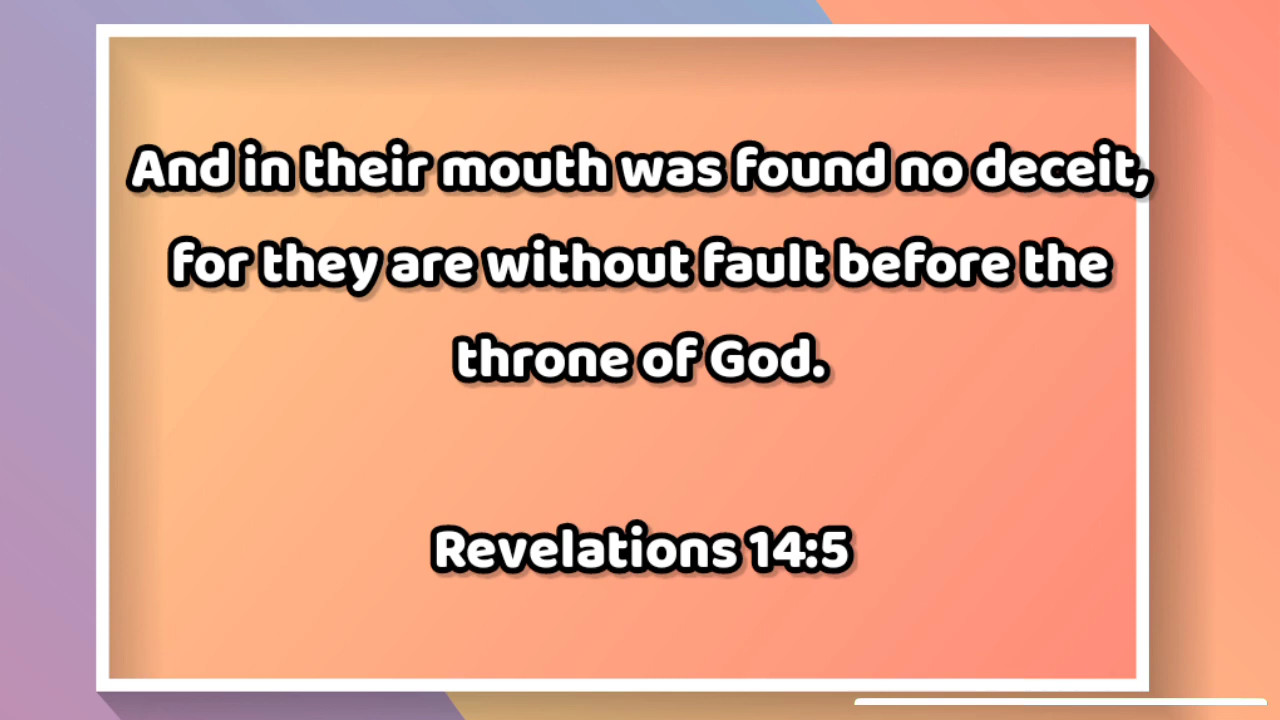 And in their mouth was found no deceit,
for they are without fault before the
throne of God.
Revelations 14:5